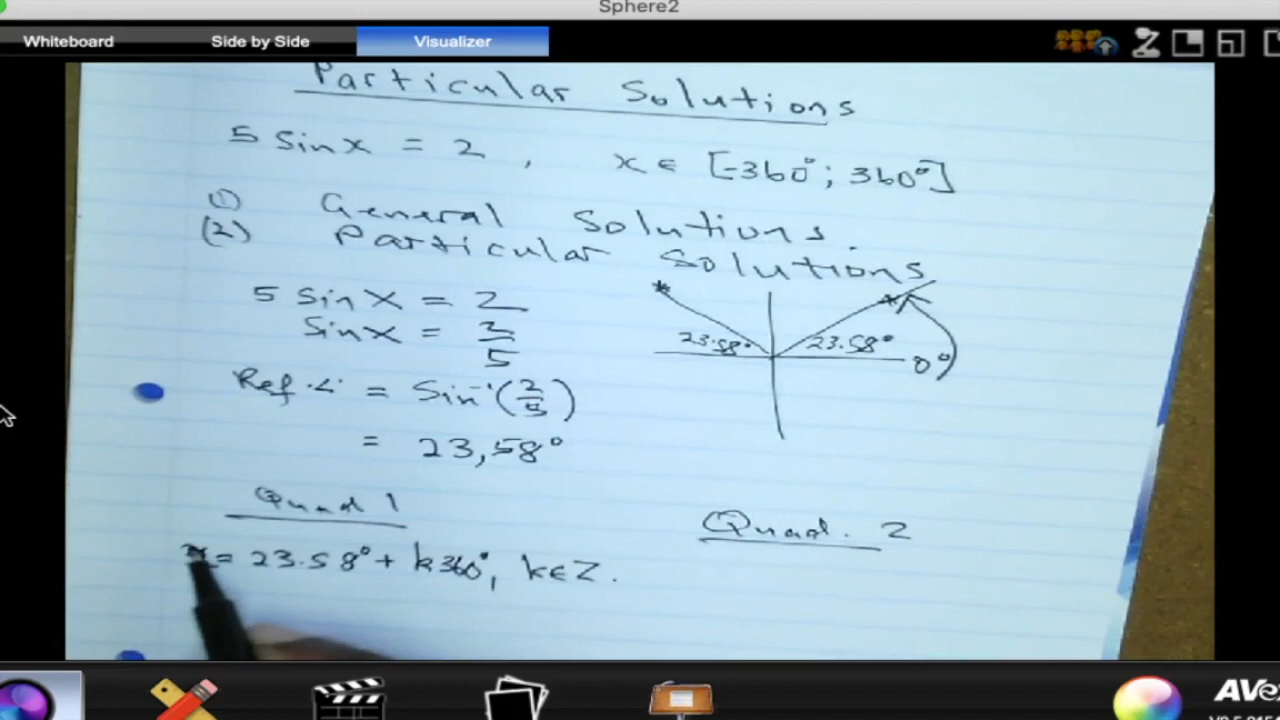 Sphere2
Whiteboard Side by Side Visualizer
Particular Solutions
5 Sinx = 2 , x ∈ [-360°; 360°]
(1) General Solutions.
(2) Particular Solutions
5 Sin x = 2
Sin x = 2/5
23.58° 23.58° 0°
Ref.∠ = Sin⁻¹(2/5)
= 23,58°
Quad 1
Quad. 2
x = 23.58° + k360°, k∈Z.
AVe